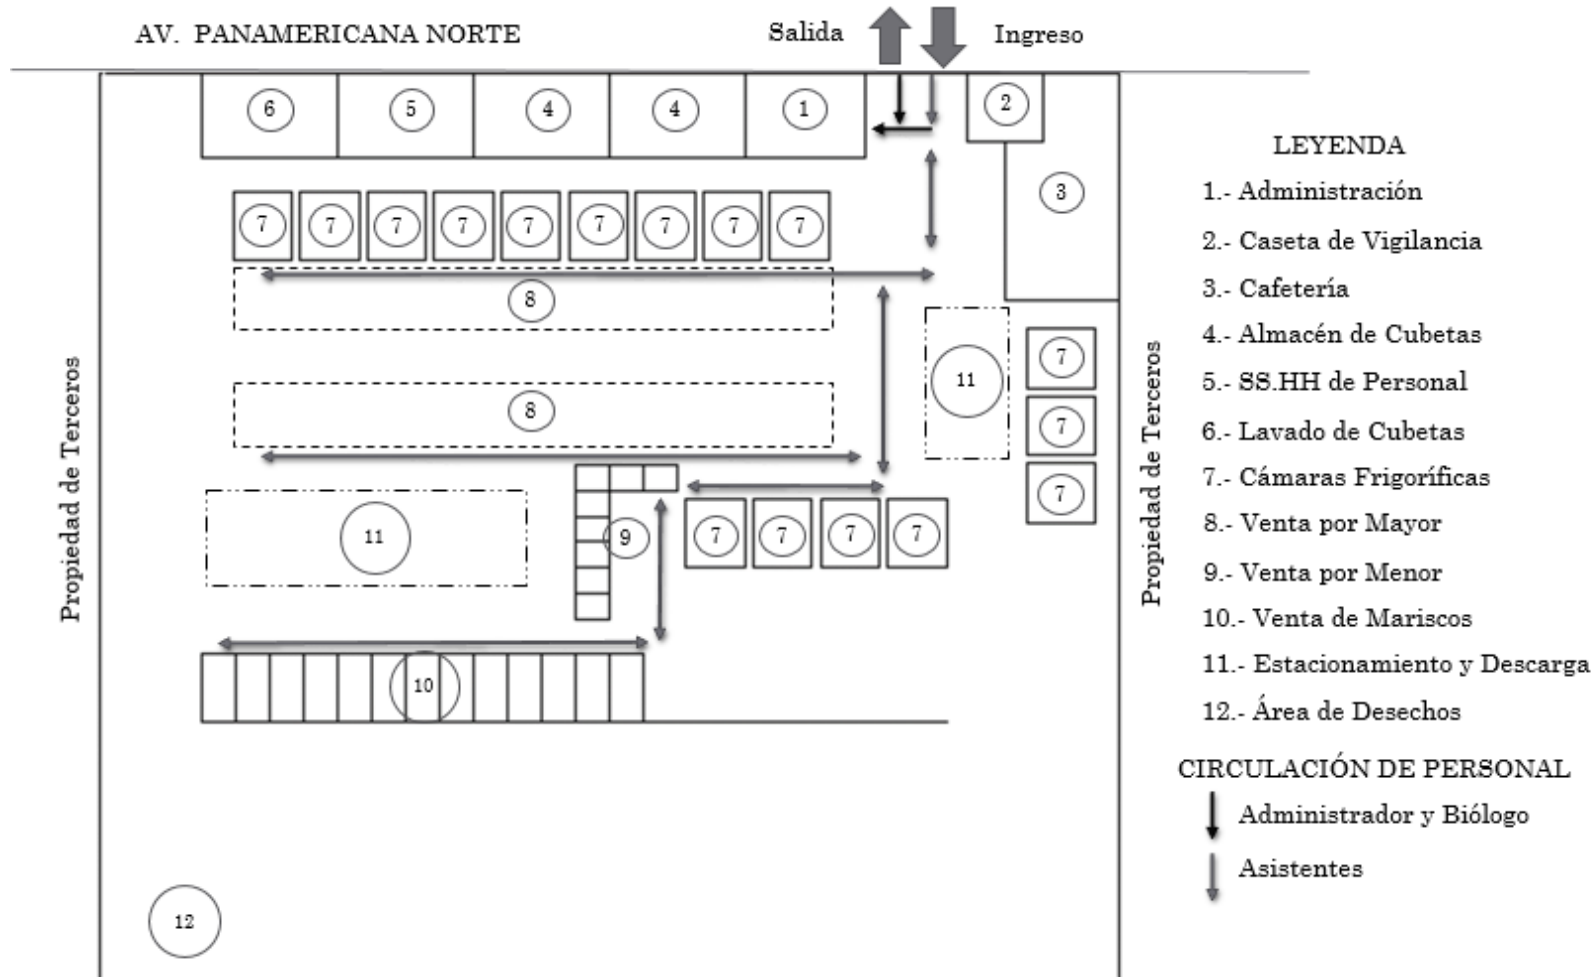 AV. PANAMERICANA NORTE
Salida
Ingreso
6
5
4
4
1
2
3
7
7
7
7
7
7
7
7
7
8
8
11
7
7
7
11
9
7
7
7
7
10
12
Propiedad de Terceros
Propiedad de Terceros
LEYENDA
1.- Administración
2.- Caseta de Vigilancia
3.- Cafetería
4.- Almacén de Cubetas
5.- SS.HH de Personal
6.- Lavado de Cubetas
7.- Cámaras Frigoríficas
8.- Venta por Mayor
9.- Venta por Menor
10.- Venta de Mariscos
11.- Estacionamiento y Descarga
12.- Área de Desechos
CIRCULACIÓN DE PERSONAL
Administrador y Biólogo
Asistentes